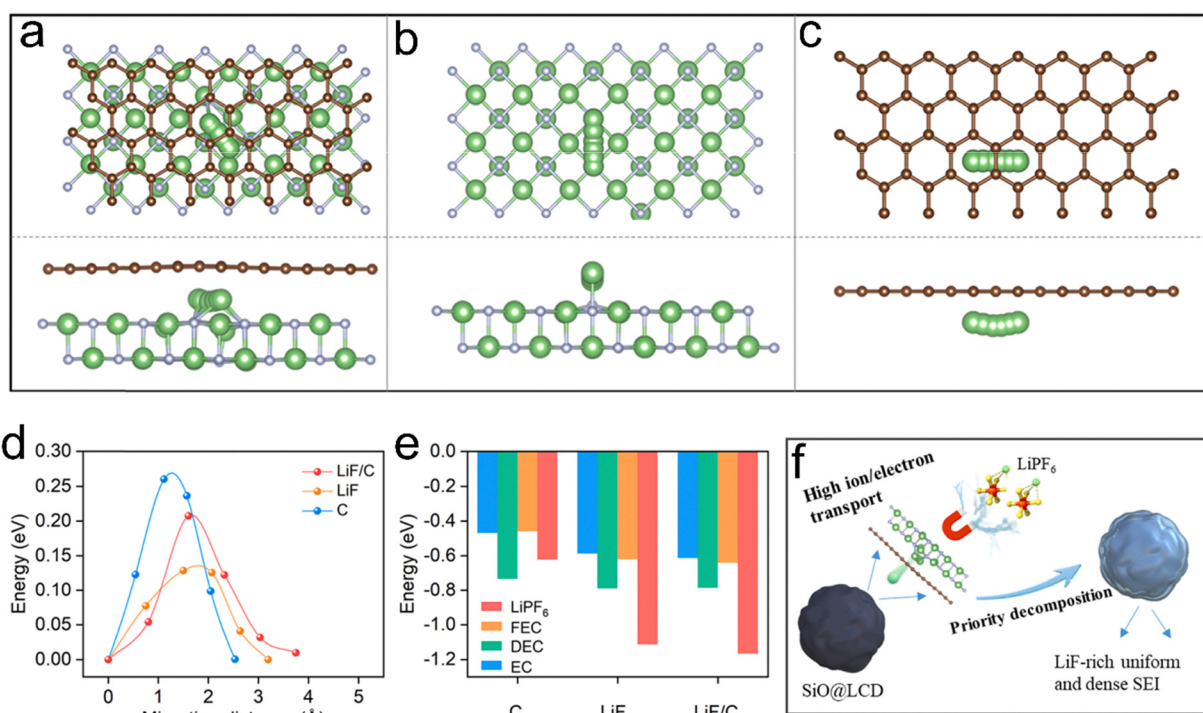 a
b
c
d
0.30
0.25
0.20
0.15
0.10
0.05
0.00
Energy (eV)
LiF/C
LiF
C
0 1 2 3 4 5
e
0.0
-0.2
-0.4
-0.6
-0.8
-1.0
-1.2
Energy (eV)
LiPF6
FEC
DEC
EC
C LiF LiF/C
f
High ion/electron
transport
LiPF6
Priority decomposition
SiO@LCD
LiF-rich uniform
and dense SEI